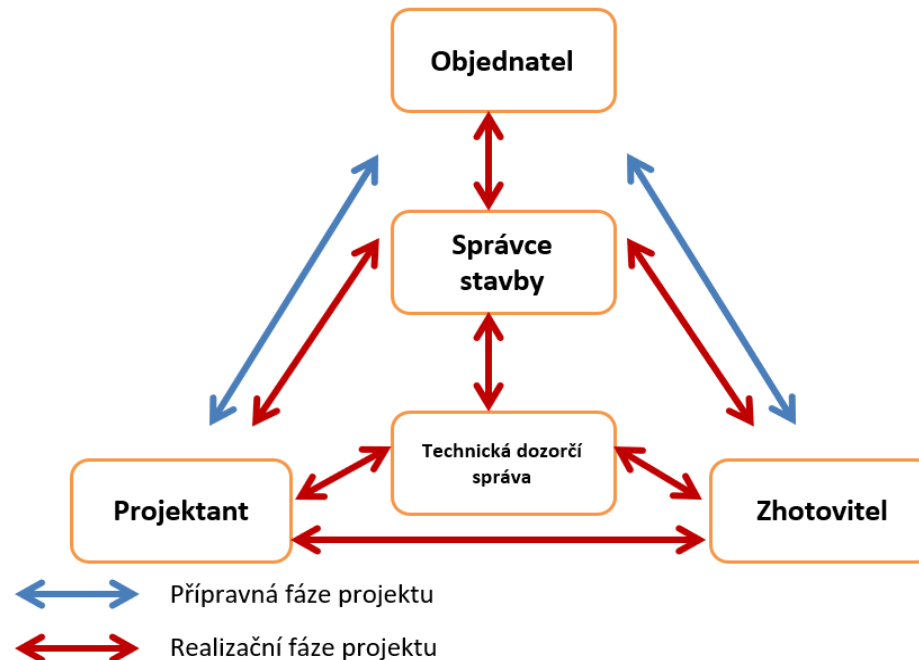 Objednatel
Správce
stavby
Technická dozorčí
správa
Projektant
Zhotovitel
Přípravná fáze projektu
Realizační fáze projektu